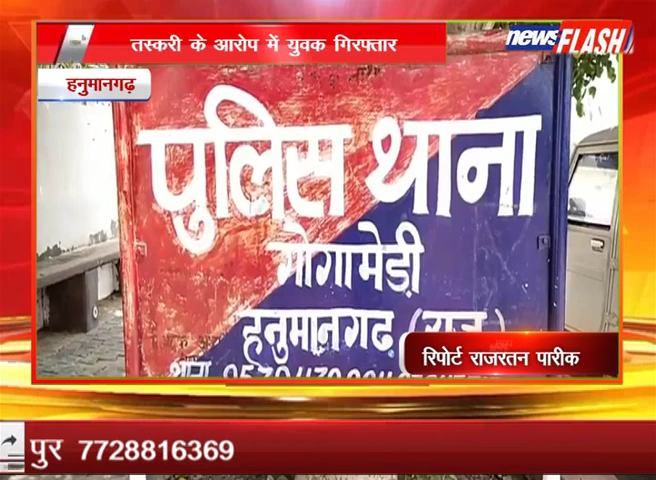 तस्करी के आरोप में युवक गिरफ्तार
news FLASH
हनुमानगढ़
पुलिस थाना
गोगामेडी
हनुमानगढ़ (राज.)
रिपोर्ट राजरतन पारीक
थाना
पुर 7728816369